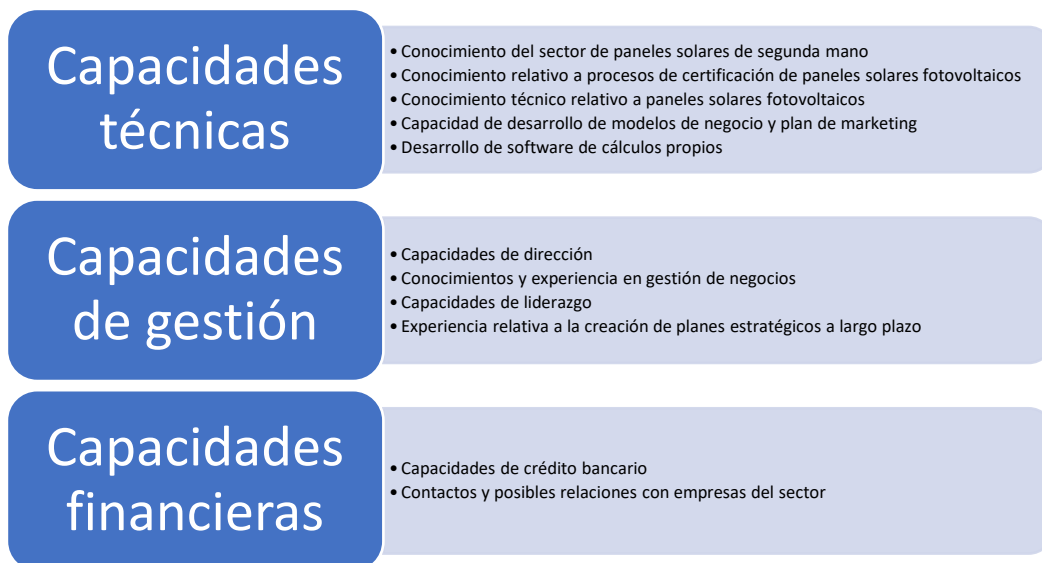 Capacidades
técnicas
• Conocimiento del sector de paneles solares de segunda mano
• Conocimiento relativo a procesos de certificación de paneles solares fotovoltaicos
• Conocimiento técnico relativo a paneles solares fotovoltaicos
• Capacidad de desarrollo de modelos de negocio y plan de marketing
• Desarrollo de software de cálculos propios
Capacidades
de gestión
• Capacidades de dirección
• Conocimientos y experiencia en gestión de negocios
• Capacidades de liderazgo
• Experiencia relativa a la creación de planes estratégicos a largo plazo
Capacidades
financieras
• Capacidades de crédito bancario
• Contactos y posibles relaciones con empresas del sector